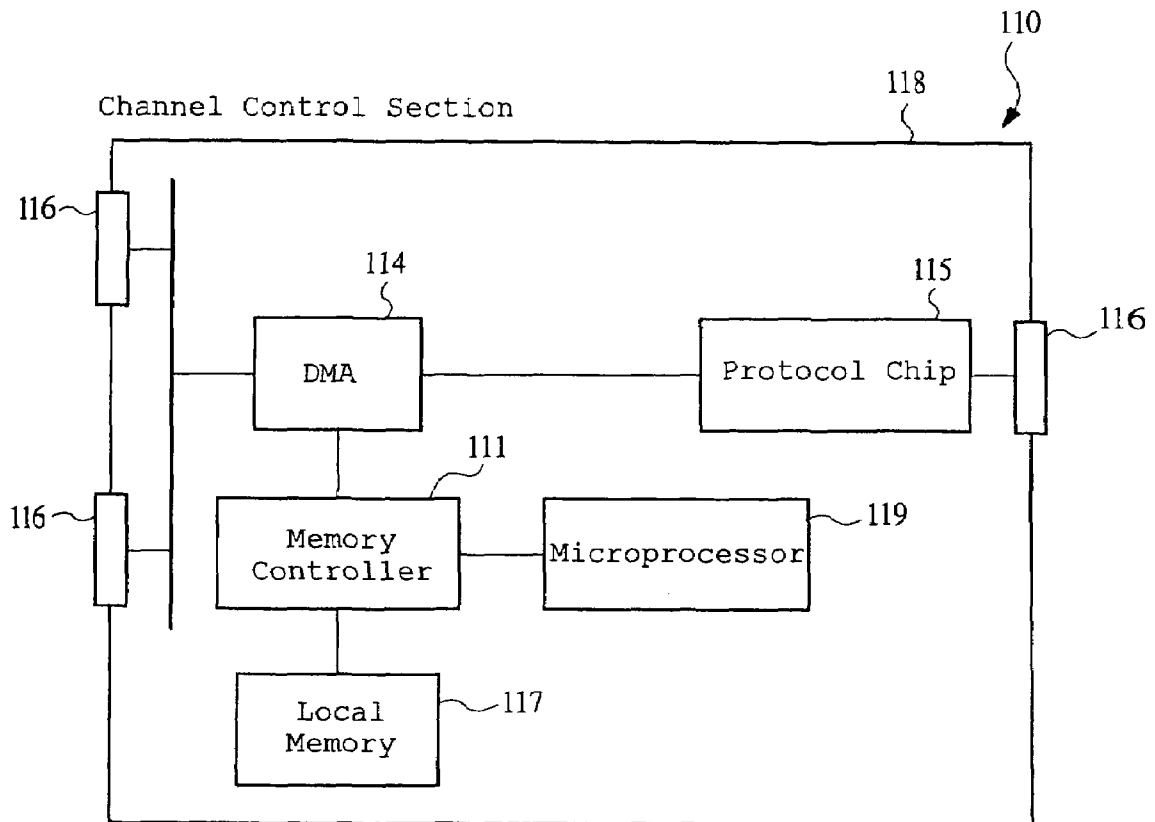 110
Channel Control Section
118
116
114
115
116
DMA
Protocol Chip
111
116
Memory
Controller
Microprocessor
119
Local
Memory
117